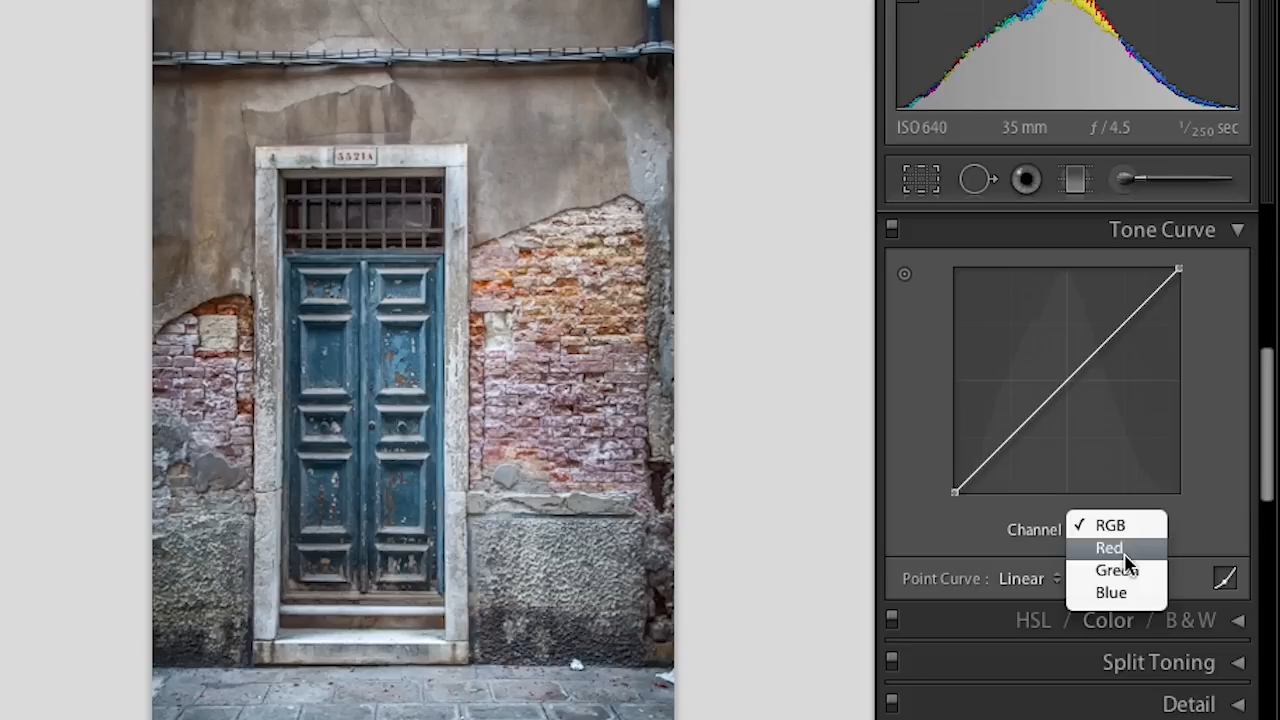 5521A
ISO 640 35 mm ƒ / 4.5 1/250 sec
Tone Curve
Channel
✓ RGB
Red
Green
Blue
Point Curve : Linear
HSL / Color / B & W
Split Toning
Detail